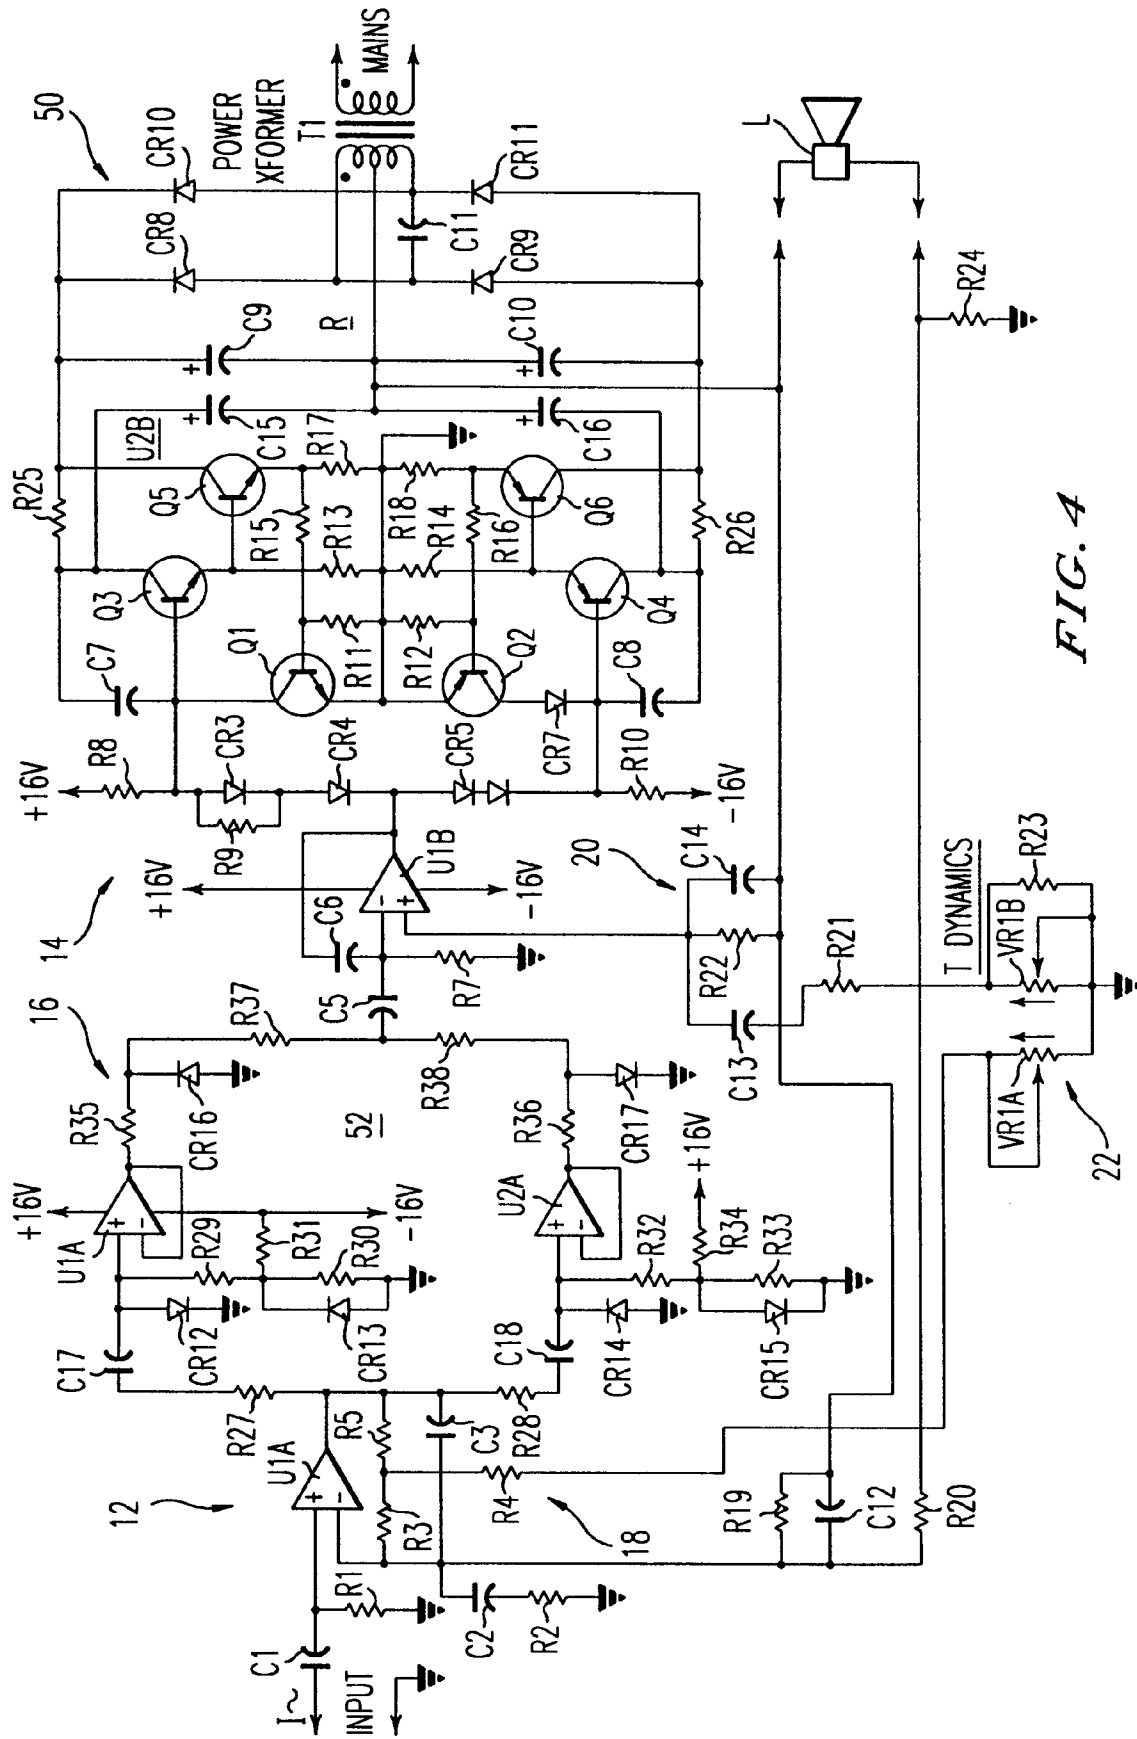 50
CR10
POWER
XFORMER
T1
MAINS
CR8
CR11
C11
CR9
R
C9
C10
L
R24
U2B
C15
C16
R25
Q5
R17
R18
Q6
R15
R13
R14
R16
R26
Q3
Q4
C7
Q1
R11
R12
Q2
C8
+16V
R8
CR3
CR4
CR5
CR7
R10
-16V
R9
14
+16V
U1B
-16V
20
C14
C6
R7
R22
R21
T DYNAMICS
VR1B
R23
16
R37
C5
R38
C13
VR1A
22
R35
CR16
52
R36
CR17
+16V
+16V
U1A
R29
R31
R30
-16V
U2A
R32
R34
R33
CR12
CR13
C17
C18
CR14
CR15
R27
R5
C3
R28
12
U1A
R3
R4
18
R19
C12
R20
C1
R1
C2
R2
I
INPUT
FIG. 4